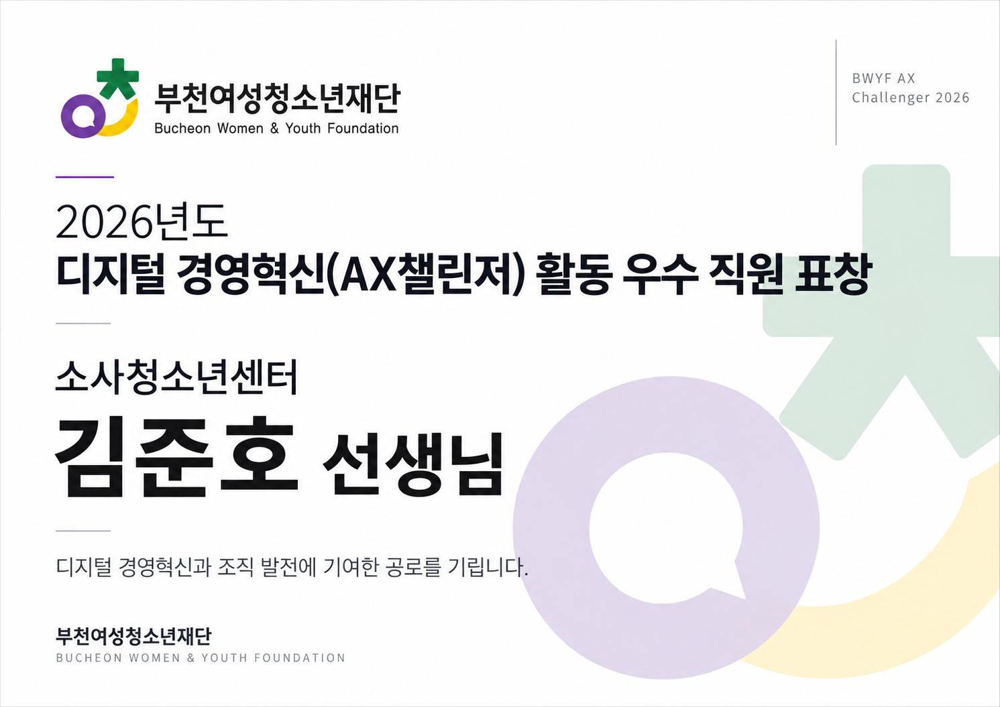 부천여성청소년재단
Bucheon Women & Youth Foundation
BWYF AX
Challenger 2026
2026년도
디지털 경영혁신(AX챌린저) 활동 우수 직원 표창
소사청소년센터
김준호 선생님
디지털 경영혁신과 조직 발전에 기여한 공로를 기립니다.
부천여성청소년재단
BUCHEON WOMEN & YOUTH FOUNDATION